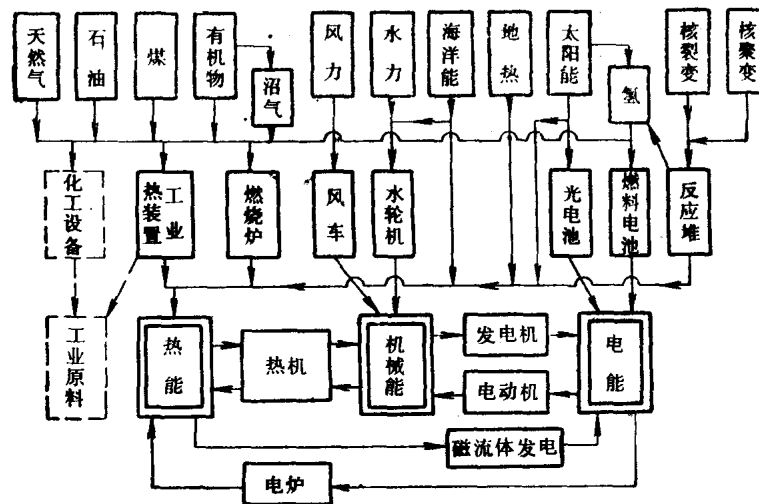 天然气
石油
煤
有机物
沼气
风力
水力
海洋能
地热
太阳能
氢
核裂变
核聚变
化工设备
工业
热装置
燃烧炉
风车
水轮机
光电池
燃料电池
反应堆
工业原料
热能
热机
机械能
发电机
电动机
电能
磁流体发电
电炉